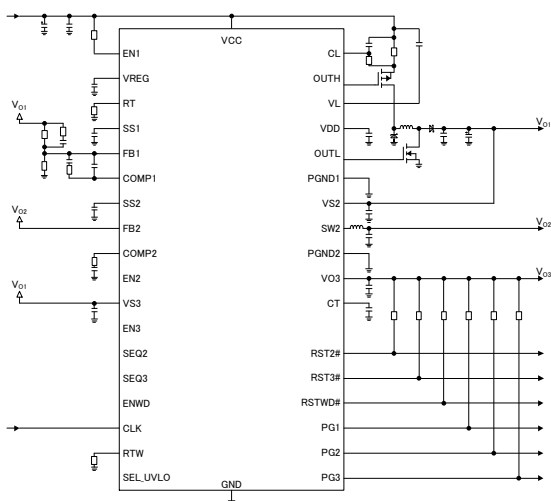 VCC
EN1
VREG
RT
SS1
FB1
COMP1
SS2
FB2
COMP2
EN2
VS3
EN3
SEQ2
SEQ3
ENWD
CLK
RTW
SEL_UVLO
GND
CL
OUTH
VL
VDD
OUTL
PGND1
VS2
SW2
PGND2
VO3
CT
RST2#
RST3#
RSTWD#
PG1
PG2
PG3
VO1
VO2
VO1
VO1
VO2
VO3